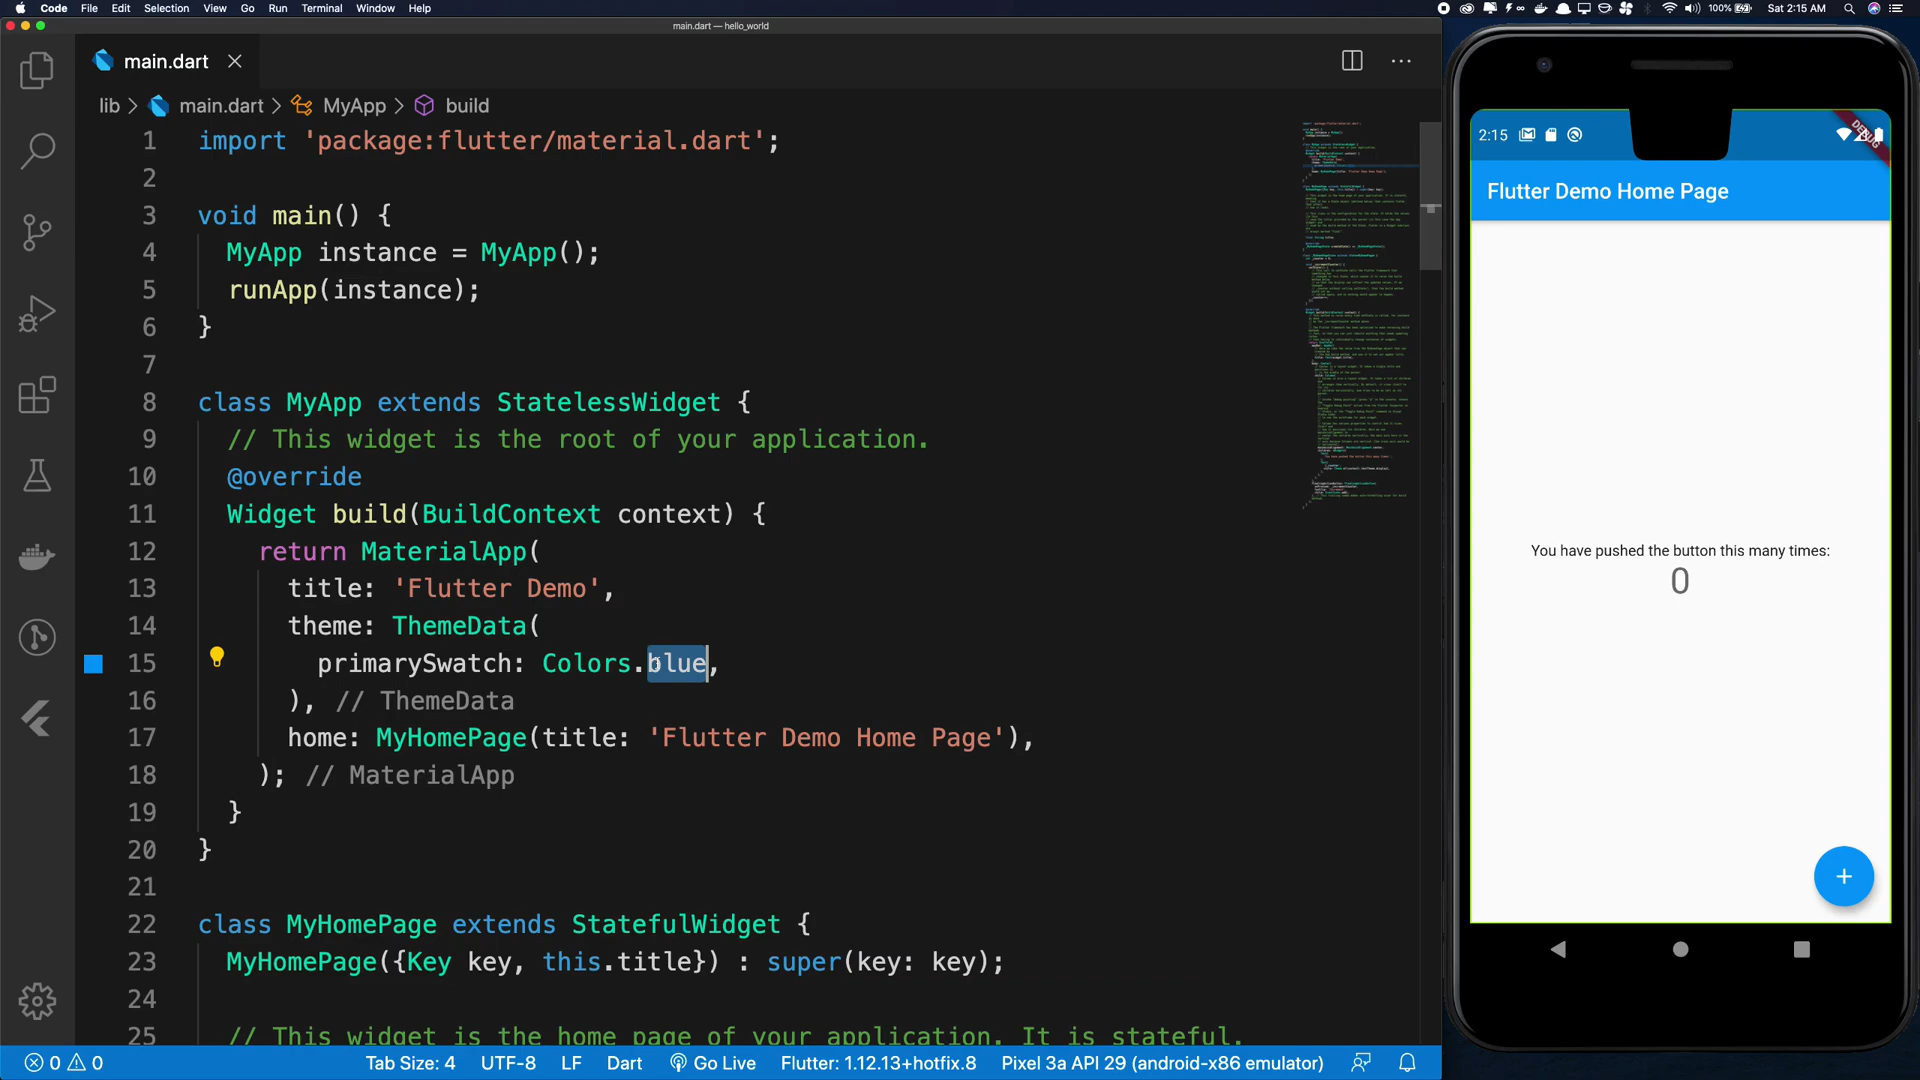 Code File Edit Selection View Go Run Terminal Window Help
100% Sat 2:15 AM
main.dart — hello_world
main.dart
lib > main.dart > MyApp > build
1 import 'package:flutter/material.dart';
2
3 void main() {
4 MyApp instance = MyApp();
5 runApp(instance);
6 }
7
8 class MyApp extends StatelessWidget {
9 // This widget is the root of your application.
10 @override
11 Widget build(BuildContext context) {
12 return MaterialApp(
13 title: 'Flutter Demo',
14 theme: ThemeData(
15 primarySwatch: Colors.blue,
16 ), // ThemeData
17 home: MyHomePage(title: 'Flutter Demo Home Page'),
18 ); // MaterialApp
19 }
20 }
21
22 class MyHomePage extends StatefulWidget {
23 MyHomePage({Key key, this.title}) : super(key: key);
24
25 // This widget is the home page of your application. It is stateful,
0 0 Tab Size: 4 UTF-8 LF Dart Go Live Flutter: 1.12.13+hotfix.8 Pixel 3a API 29 (android-x86 emulator)
2:15
DEBUG
Flutter Demo Home Page
You have pushed the button this many times:
0
+